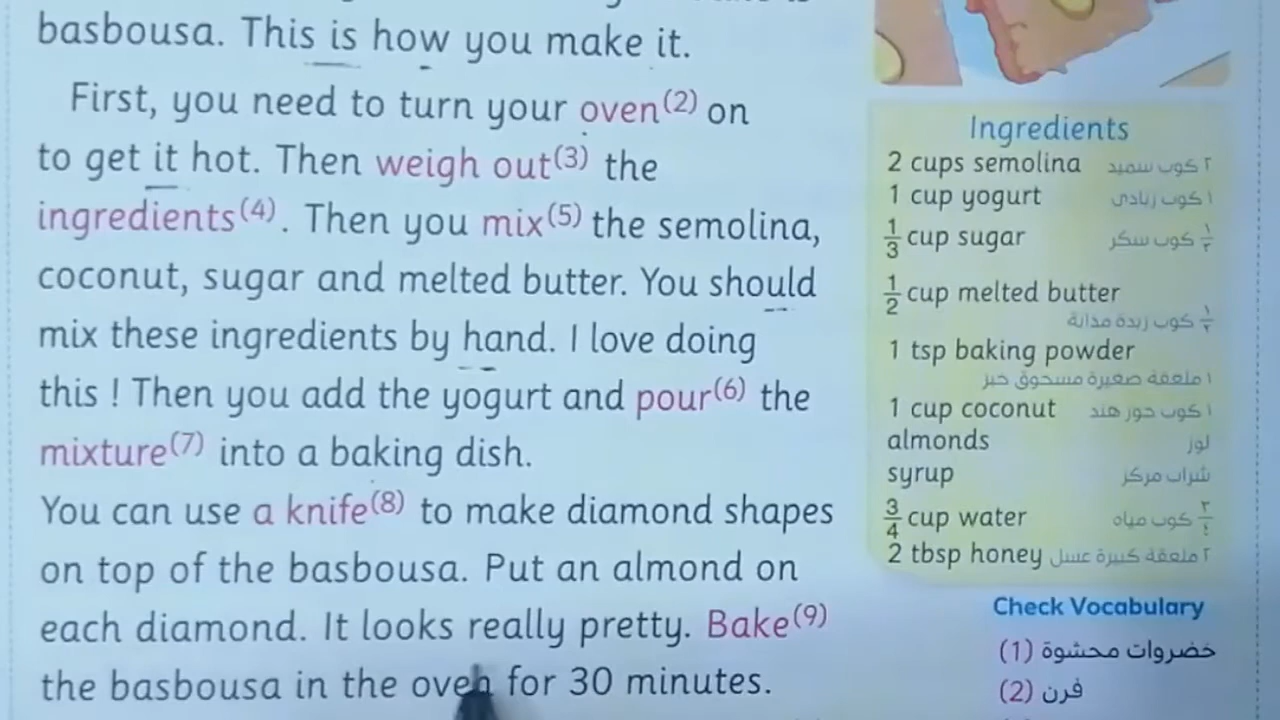 basbousa. This is how you make it.
First, you need to turn your oven(2) on
to get it hot. Then weigh out(3) the
ingredients(4). Then you mix(5) the semolina,
coconut, sugar and melted butter. You should
mix these ingredients by hand. I love doing
this ! Then you add the yogurt and pour(6) the
mixture(7) into a baking dish.
You can use a knife(8) to make diamond shapes
on top of the basbousa. Put an almond on
each diamond. It looks really pretty. Bake(9)
the basbousa in the oven for 30 minutes.
Ingredients
2 cups semolina ٢ كوب سميد
1 cup yogurt ١ كوب زبادى
1/3 cup sugar ١/٣ كوب سكر
1/2 cup melted butter
١/٢ كوب زبدة مذابة
1 tsp baking powder
١ ملعقة صغيرة مسحوق خبز
1 cup coconut ١ كوب جوز هند
almonds لوز
syrup شراب مركز
3/4 cup water ٣/٤ كوب مياه
2 tbsp honey ٢ ملعقة كبيرة عسل
Check Vocabulary
(1) خضروات محشوة
(2) فرن